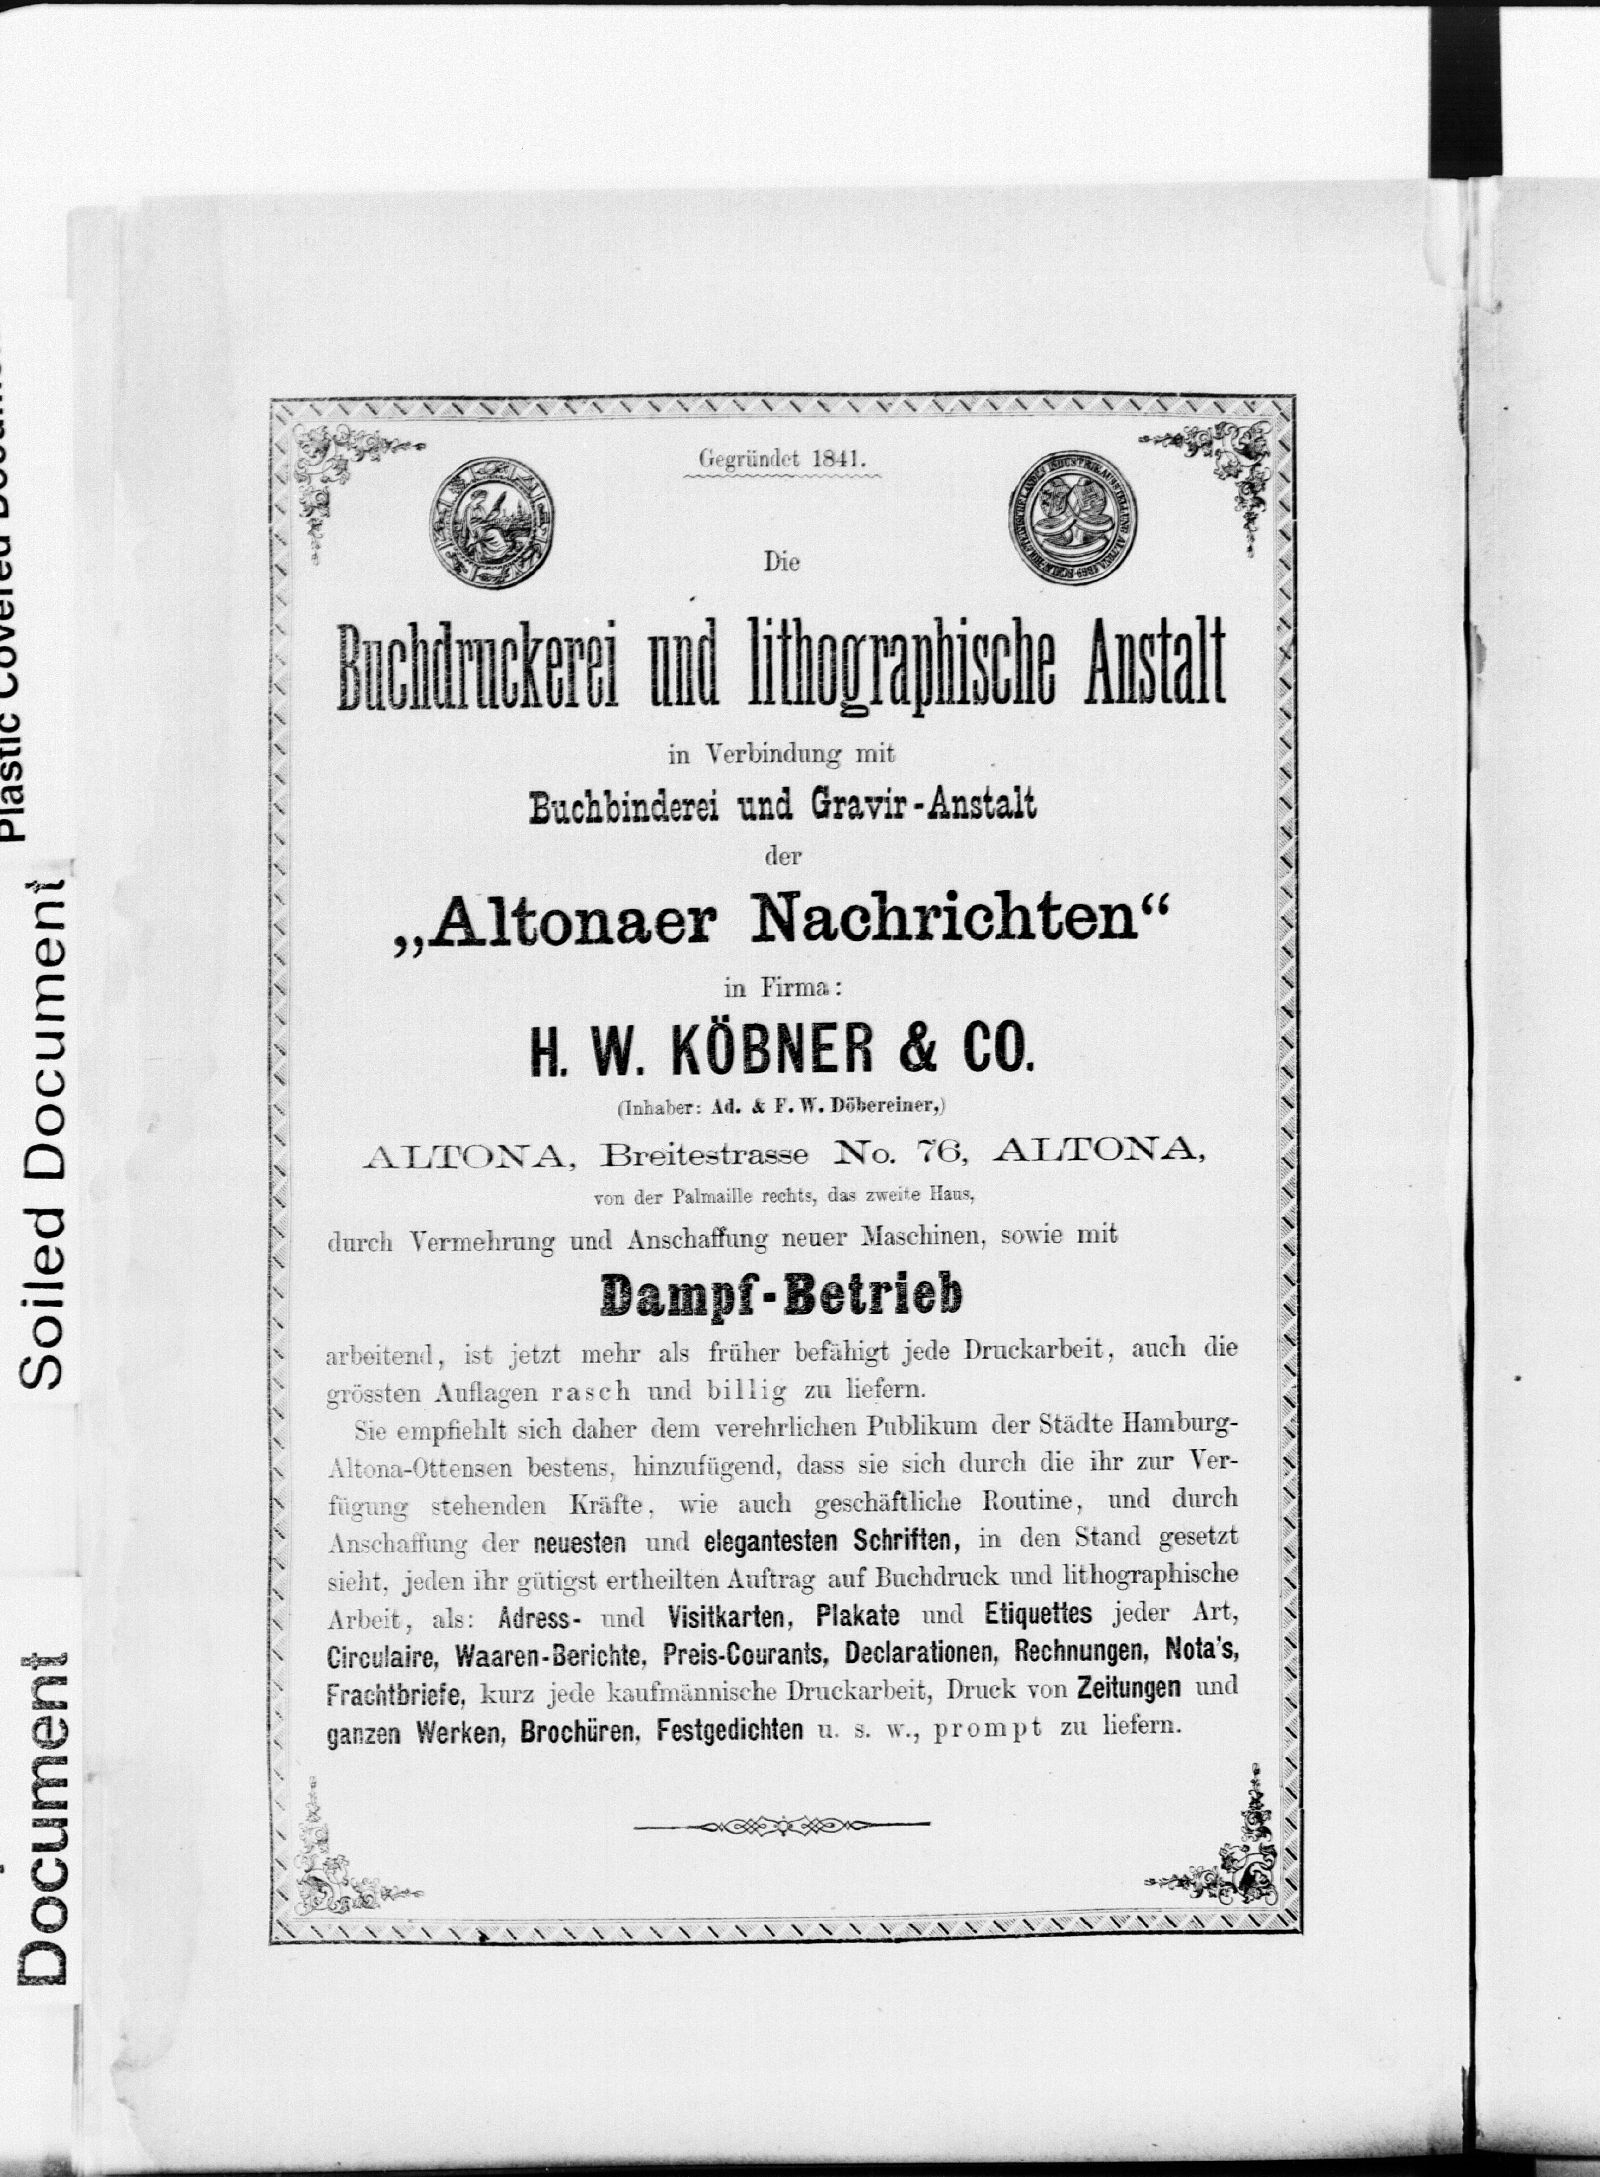 Plastic Covered
Soiled Document
Document
Gegründet 1841.
INDUSTRIEAUSSTELLUNG ALTONA 1869
Die
Buchdruckerei und lithographische Anstalt
in Verbindung mit
Buchbinderei und Gravir-Anstalt
der
„Altonaer Nachrichten“
in Firma:
H. W. KÖBNER & CO.
(Inhaber: Ad. & F. W. Döbereiner,)
ALTONA, Breitestrasse No. 76, ALTONA,
von der Palmaille rechts, das zweite Haus,
durch Vermehrung und Anschaffung neuer Maschinen, sowie mit
Dampf-Betrieb
arbeitend, ist jetzt mehr als früher befähigt jede Druckarbeit, auch die
grössten Auflagen rasch und billig zu liefern.
Sie empfiehlt sich daher dem verehrlichen Publikum der Städte Hamburg-
Altona-Ottensen bestens, hinzufügend, dass sie sich durch die ihr zur Ver-
fügung stehenden Kräfte, wie auch geschäftliche Routine, und durch
Anschaffung der neuesten und elegantesten Schriften, in den Stand gesetzt
sieht, jeden ihr gütigst ertheilten Auftrag auf Buchdruck und lithographische
Arbeit, als: Adress- und Visitkarten, Plakate und Etiquettes jeder Art,
Circulaire, Waaren-Berichte, Preis-Courants, Declarationen, Rechnungen, Nota's,
Frachtbriefe, kurz jede kaufmännische Druckarbeit, Druck von Zeitungen und
ganzen Werken, Brochüren, Festgedichten u. s. w., prompt zu liefern.